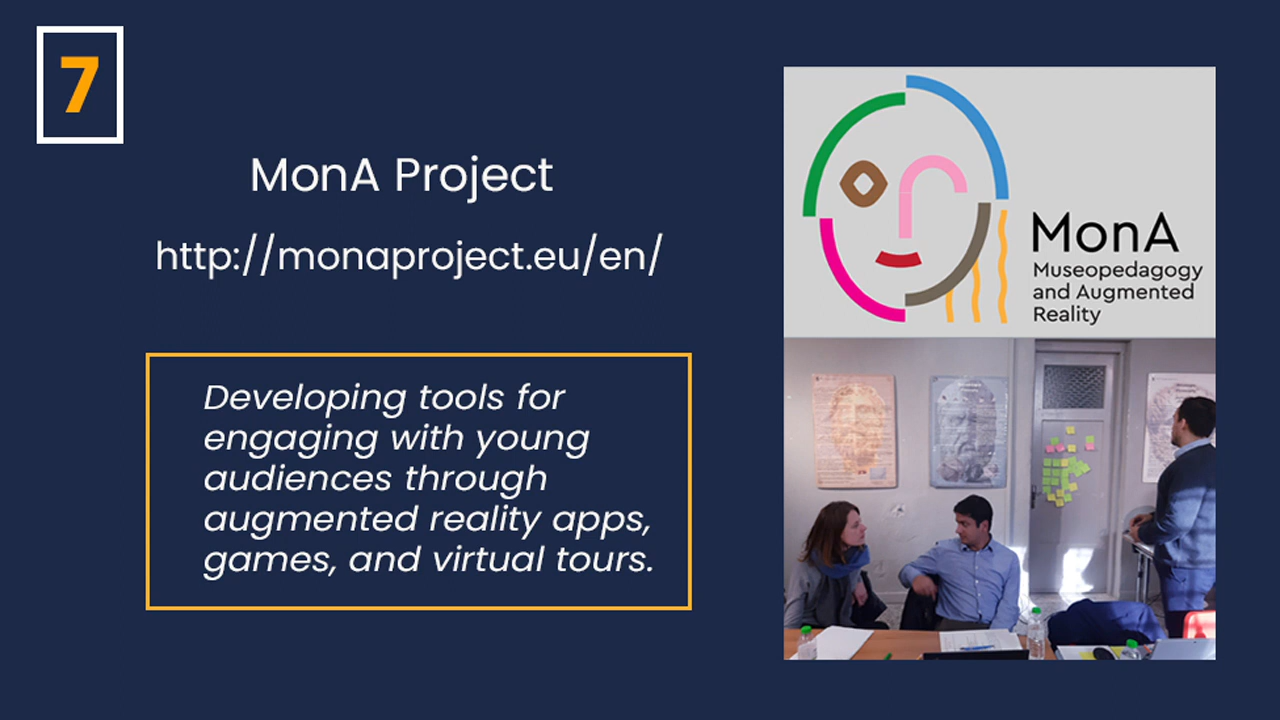 7
MonA Project
http://monaproject.eu/en/
Developing tools for
engaging with young
audiences through
augmented reality apps,
games, and virtual tours.
MonA
Museopedagogy
and Augmented
Reality